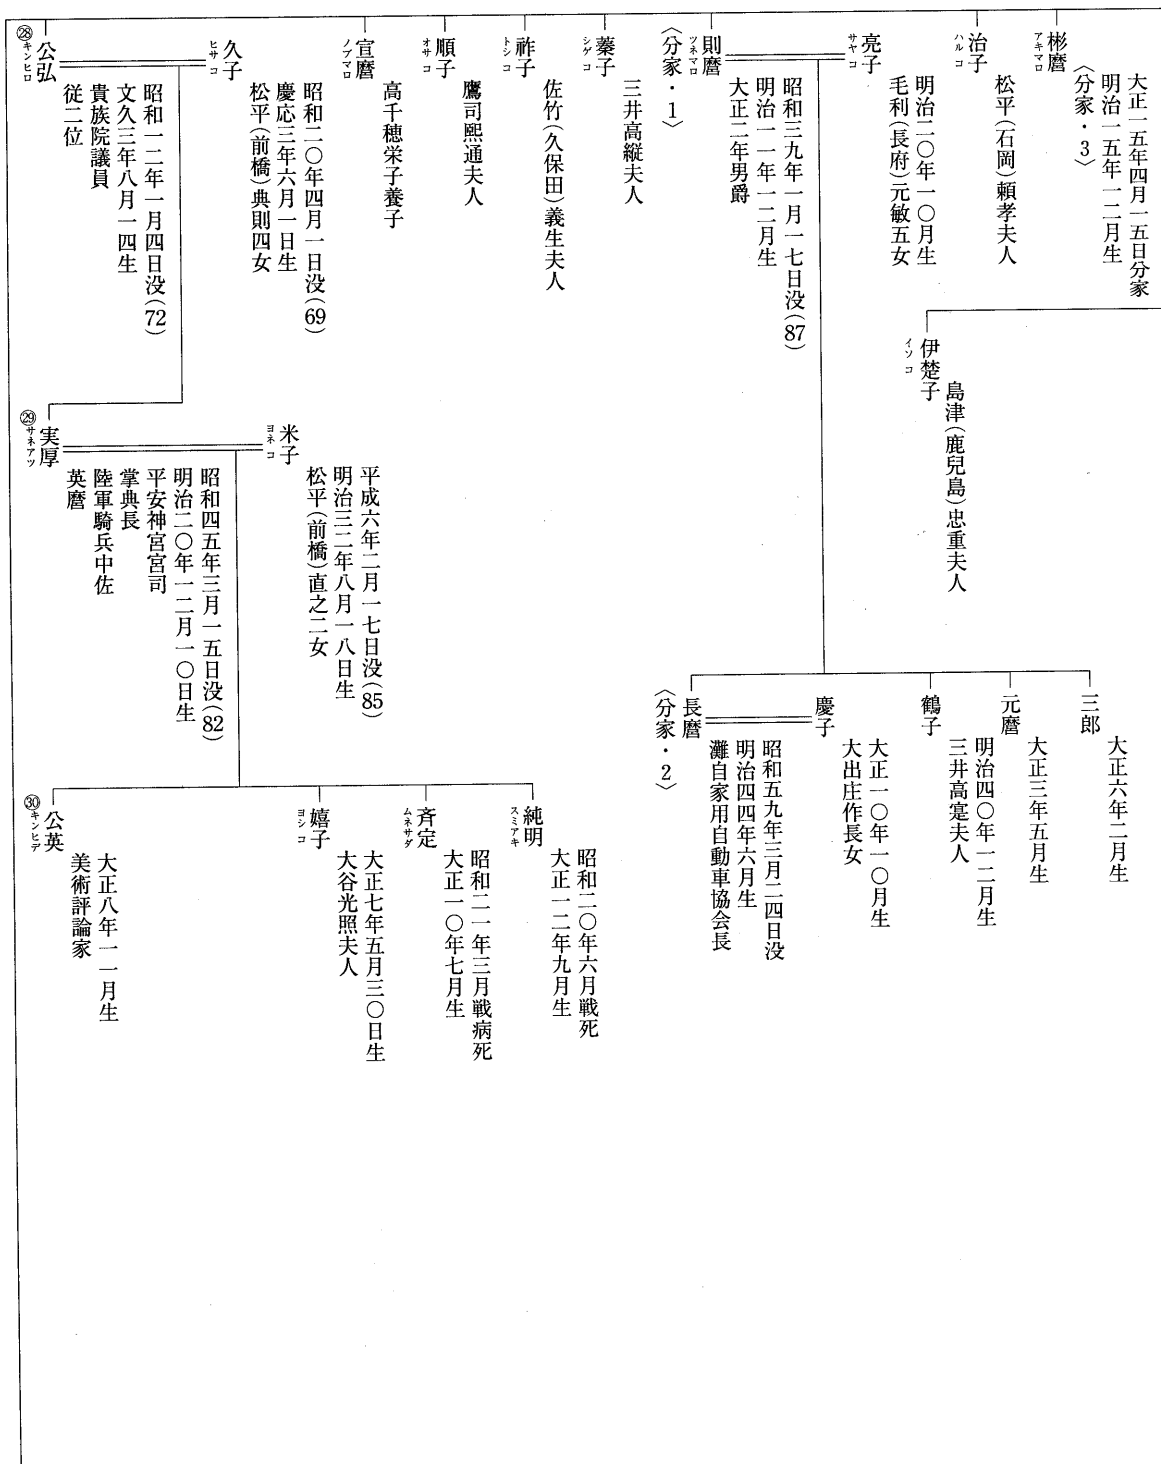 彬麿
アキマロ
大正一五年四月一五日分家
明治一五年一二月生
〈分家・3〉
治子
ハルコ
松平(石岡)頼孝夫人
亮子
サヤコ
明治二〇年一〇月生
毛利(長府)元敏五女
則麿
ツネマロ
〈分家・1〉
昭和三九年一月一七日没(87)
明治一一年一二月生
大正二年男爵
蓁子
シゲコ
三井高縦夫人
祚子
トシコ
佐竹(久保田)義生夫人
順子
オサコ
鷹司熙通夫人
宣麿
ノブマロ
高千穂栄子養子
久子
ヒサコ
昭和二〇年四月一日没(69)
慶応三年六月一日生
松平(前橋)典則四女
㉘公弘
キンヒロ
昭和一二年一月四日没(72)
文久三年八月一四生
貴族院議員
従二位
伊楚子
イソコ
島津(鹿兒島)忠重夫人
三郎
大正六年二月生
元麿
大正三年五月生
鶴子
明治四〇年一二月生
三井高寔夫人
慶子
大正一〇年一〇月生
大出庄作長女
長麿
〈分家・2〉
昭和五九年三月二四日没
明治四四年六月生
灘自家用自動車協会長
米子
ヨネコ
平成六年二月一七日没(85)
明治三二年八月一八日生
松平(前橋)直之二女
㉙実厚
サネアツ
昭和四五年三月一五日没(82)
明治二〇年一二月一〇日生
平安神宮宮司
掌典長
陸軍騎兵中佐
英麿
純明
スミアキ
昭和二〇年六月戦死
大正一二年九月生
斉定
ムネサダ
昭和二一年三月戦病死
大正一〇年七月生
嬉子
ヨシコ
大正七年五月三〇日生
大谷光照夫人
㉚公英
キンヒデ
大正八年一一月生
美術評論家